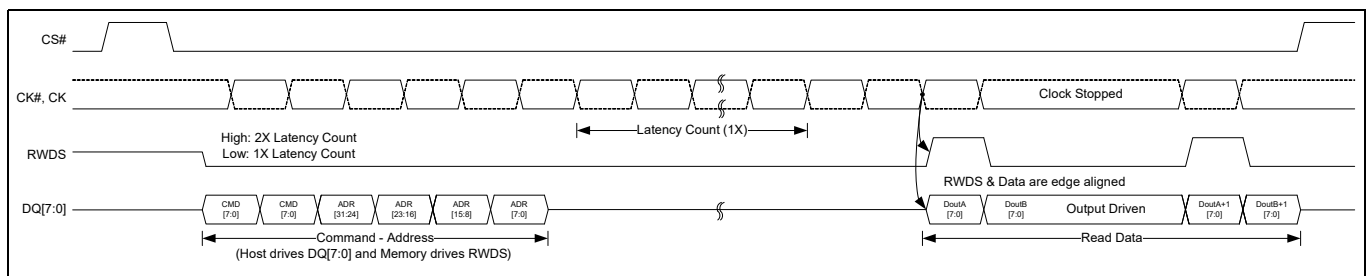 CS#
CK#, CK
Clock Stopped
Latency Count (1X)
High: 2X Latency Count
Low: 1X Latency Count
RWDS
RWDS & Data are edge aligned
DQ[7:0]
CMD [7:0]
CMD [7:0]
ADR [31:24]
ADR [23:16]
ADR [15:8]
ADR [7:0]
DoutA [7:0]
DoutB [7:0]
Output Driven
DoutA+1 [7:0]
DoutB+1 [7:0]
Command - Address
(Host drives DQ[7:0] and Memory drives RWDS)
Read Data